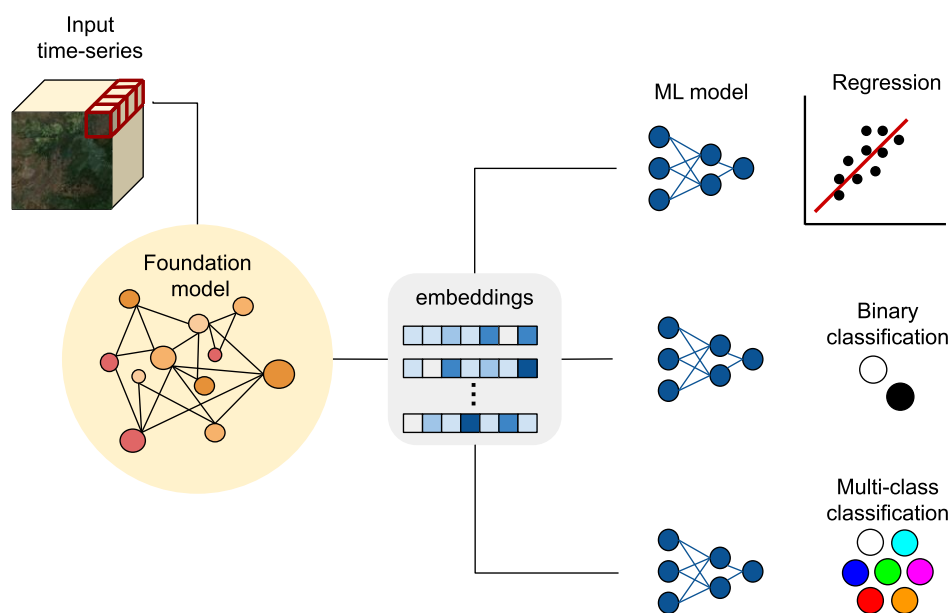 Input
time-series
Foundation
model
embeddings
ML model
Regression
Binary
classification
Multi-class
classification